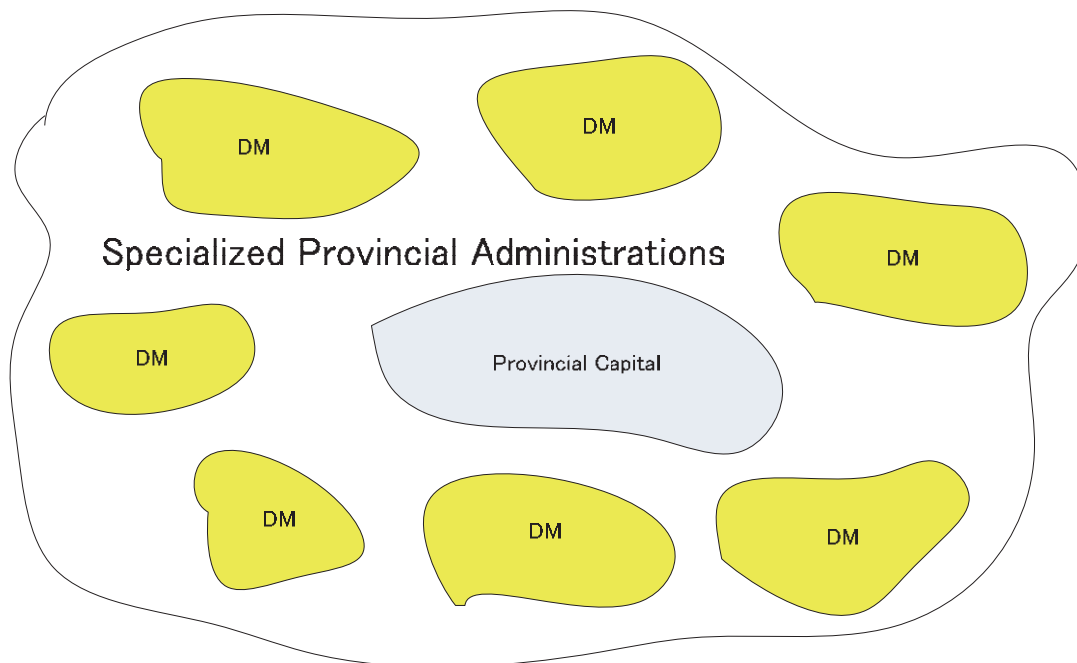 DM
DM
Specialized Provincial Administrations
DM
DM
Provincial Capital
DM
DM
DM